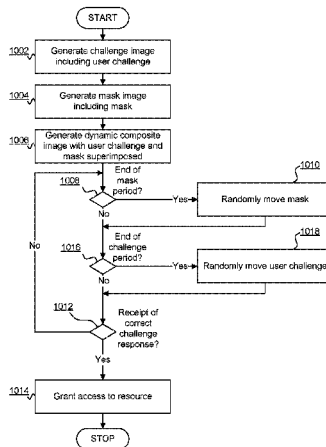 START
1002
Generate challenge image
including user challenge
1004
Generate mask image
including mask
1006
Generate dynamic composite
image with user challenge and
mask superimposed
End of
mask
period?
1008
Yes
1010
Randomly move mask
No
End of
challenge
period?
1016
Yes
1018
Randomly move user challenge
No
No
1012
Receipt of
correct
challenge
response?
Yes
1014
Grant access to resource
STOP